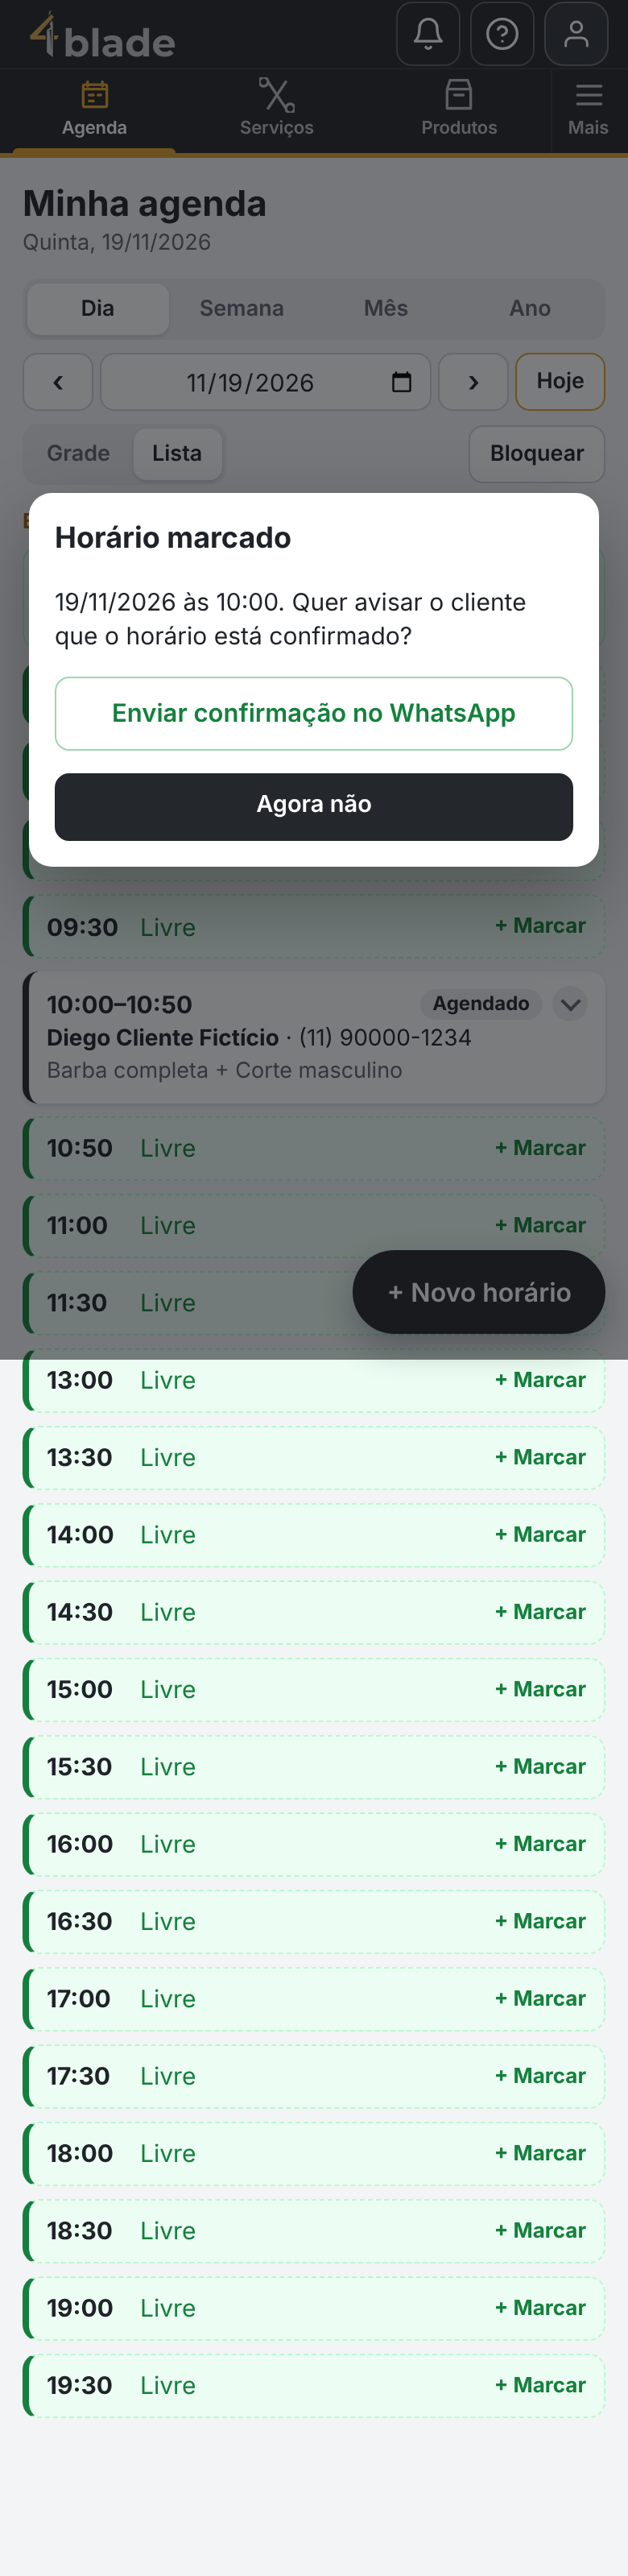 4blade
Agenda
Serviços
Produtos
Mais
Minha agenda
Quinta, 19/11/2026
Dia
Semana
Mês
Ano
‹
11/19/2026
›
Hoje
Grade
Lista
Bloquear
Horário marcado
19/11/2026 às 10:00. Quer avisar o cliente
que o horário está confirmado?
Enviar confirmação no WhatsApp
Agora não
09:30 Livre + Marcar
10:00–10:50 Agendado
Diego Cliente Fictício · (11) 90000-1234
Barba completa + Corte masculino
10:50 Livre + Marcar
11:00 Livre + Marcar
11:30 Livre
+ Novo horário
13:00 Livre + Marcar
13:30 Livre + Marcar
14:00 Livre + Marcar
14:30 Livre + Marcar
15:00 Livre + Marcar
15:30 Livre + Marcar
16:00 Livre + Marcar
16:30 Livre + Marcar
17:00 Livre + Marcar
17:30 Livre + Marcar
18:00 Livre + Marcar
18:30 Livre + Marcar
19:00 Livre + Marcar
19:30 Livre + Marcar